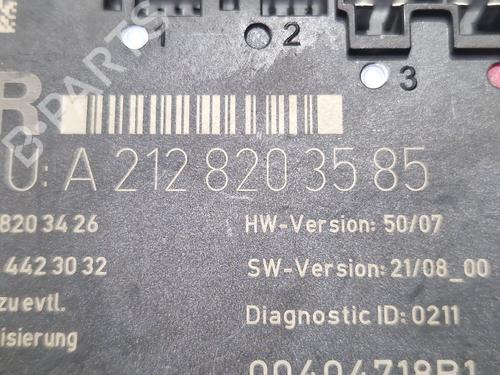 1 2 3
R
U: A 212 820 35 85
820 34 26 HW-Version: 50/07
442 30 32 SW-Version: 21/08_00
zu evtl. Diagnostic ID: 0211
isierung
00404718B1